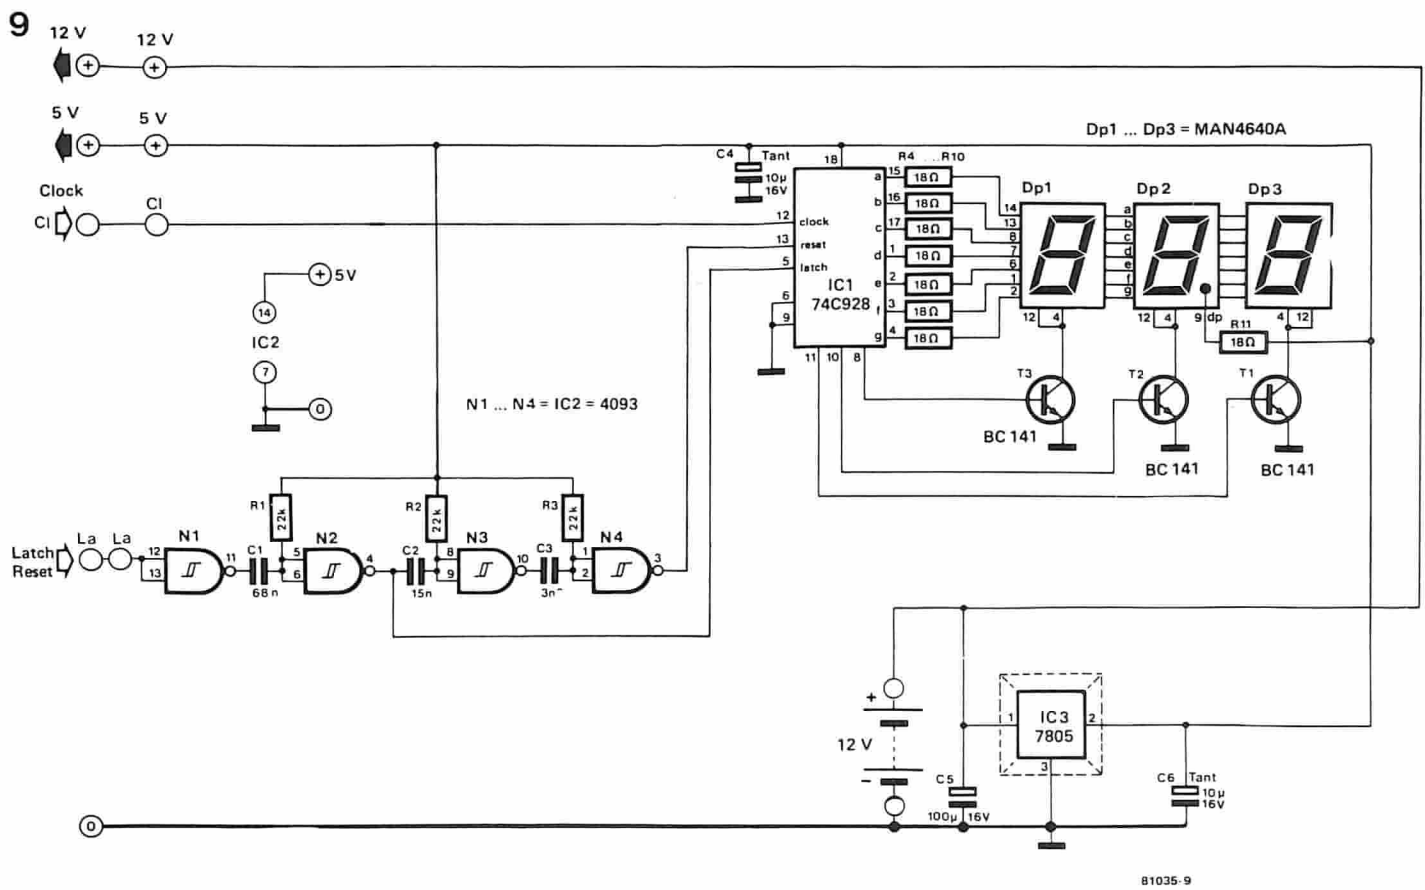 9
12 V
12 V
5 V
5 V
Dp1 ... Dp3 = MAN4640A
Clock
Cl
Cl
C4
Tant
10µ
16V
18
R4 ... R10
a
15
18Ω
b
16
18Ω
c
17
18Ω
d
1
18Ω
e
2
18Ω
f
3
18Ω
g
4
18Ω
12
clock
13
reset
5
latch
6
9
IC1
74C928
11
10
8
Dp1
Dp2
Dp3
14
13
8
7
6
1
2
a
b
c
d
e
f
g
12
4
12
4
9
dp
4
12
R11
18Ω
T3
T2
T1
BC 141
BC 141
BC 141
5V
14
IC2
7
0
N1 ... N4 = IC2 = 4093
Latch
Reset
La
La
12
13
N1
11
C1
68 n
R1
22k
5
6
N2
4
C2
15n
R2
22k
8
9
N3
10
C3
R3
22k
1
2
N4
3
+
12 V
–
C5
100µ
16V
1
IC3
7805
2
3
C6
Tant
10µ
16V
0
81035-9